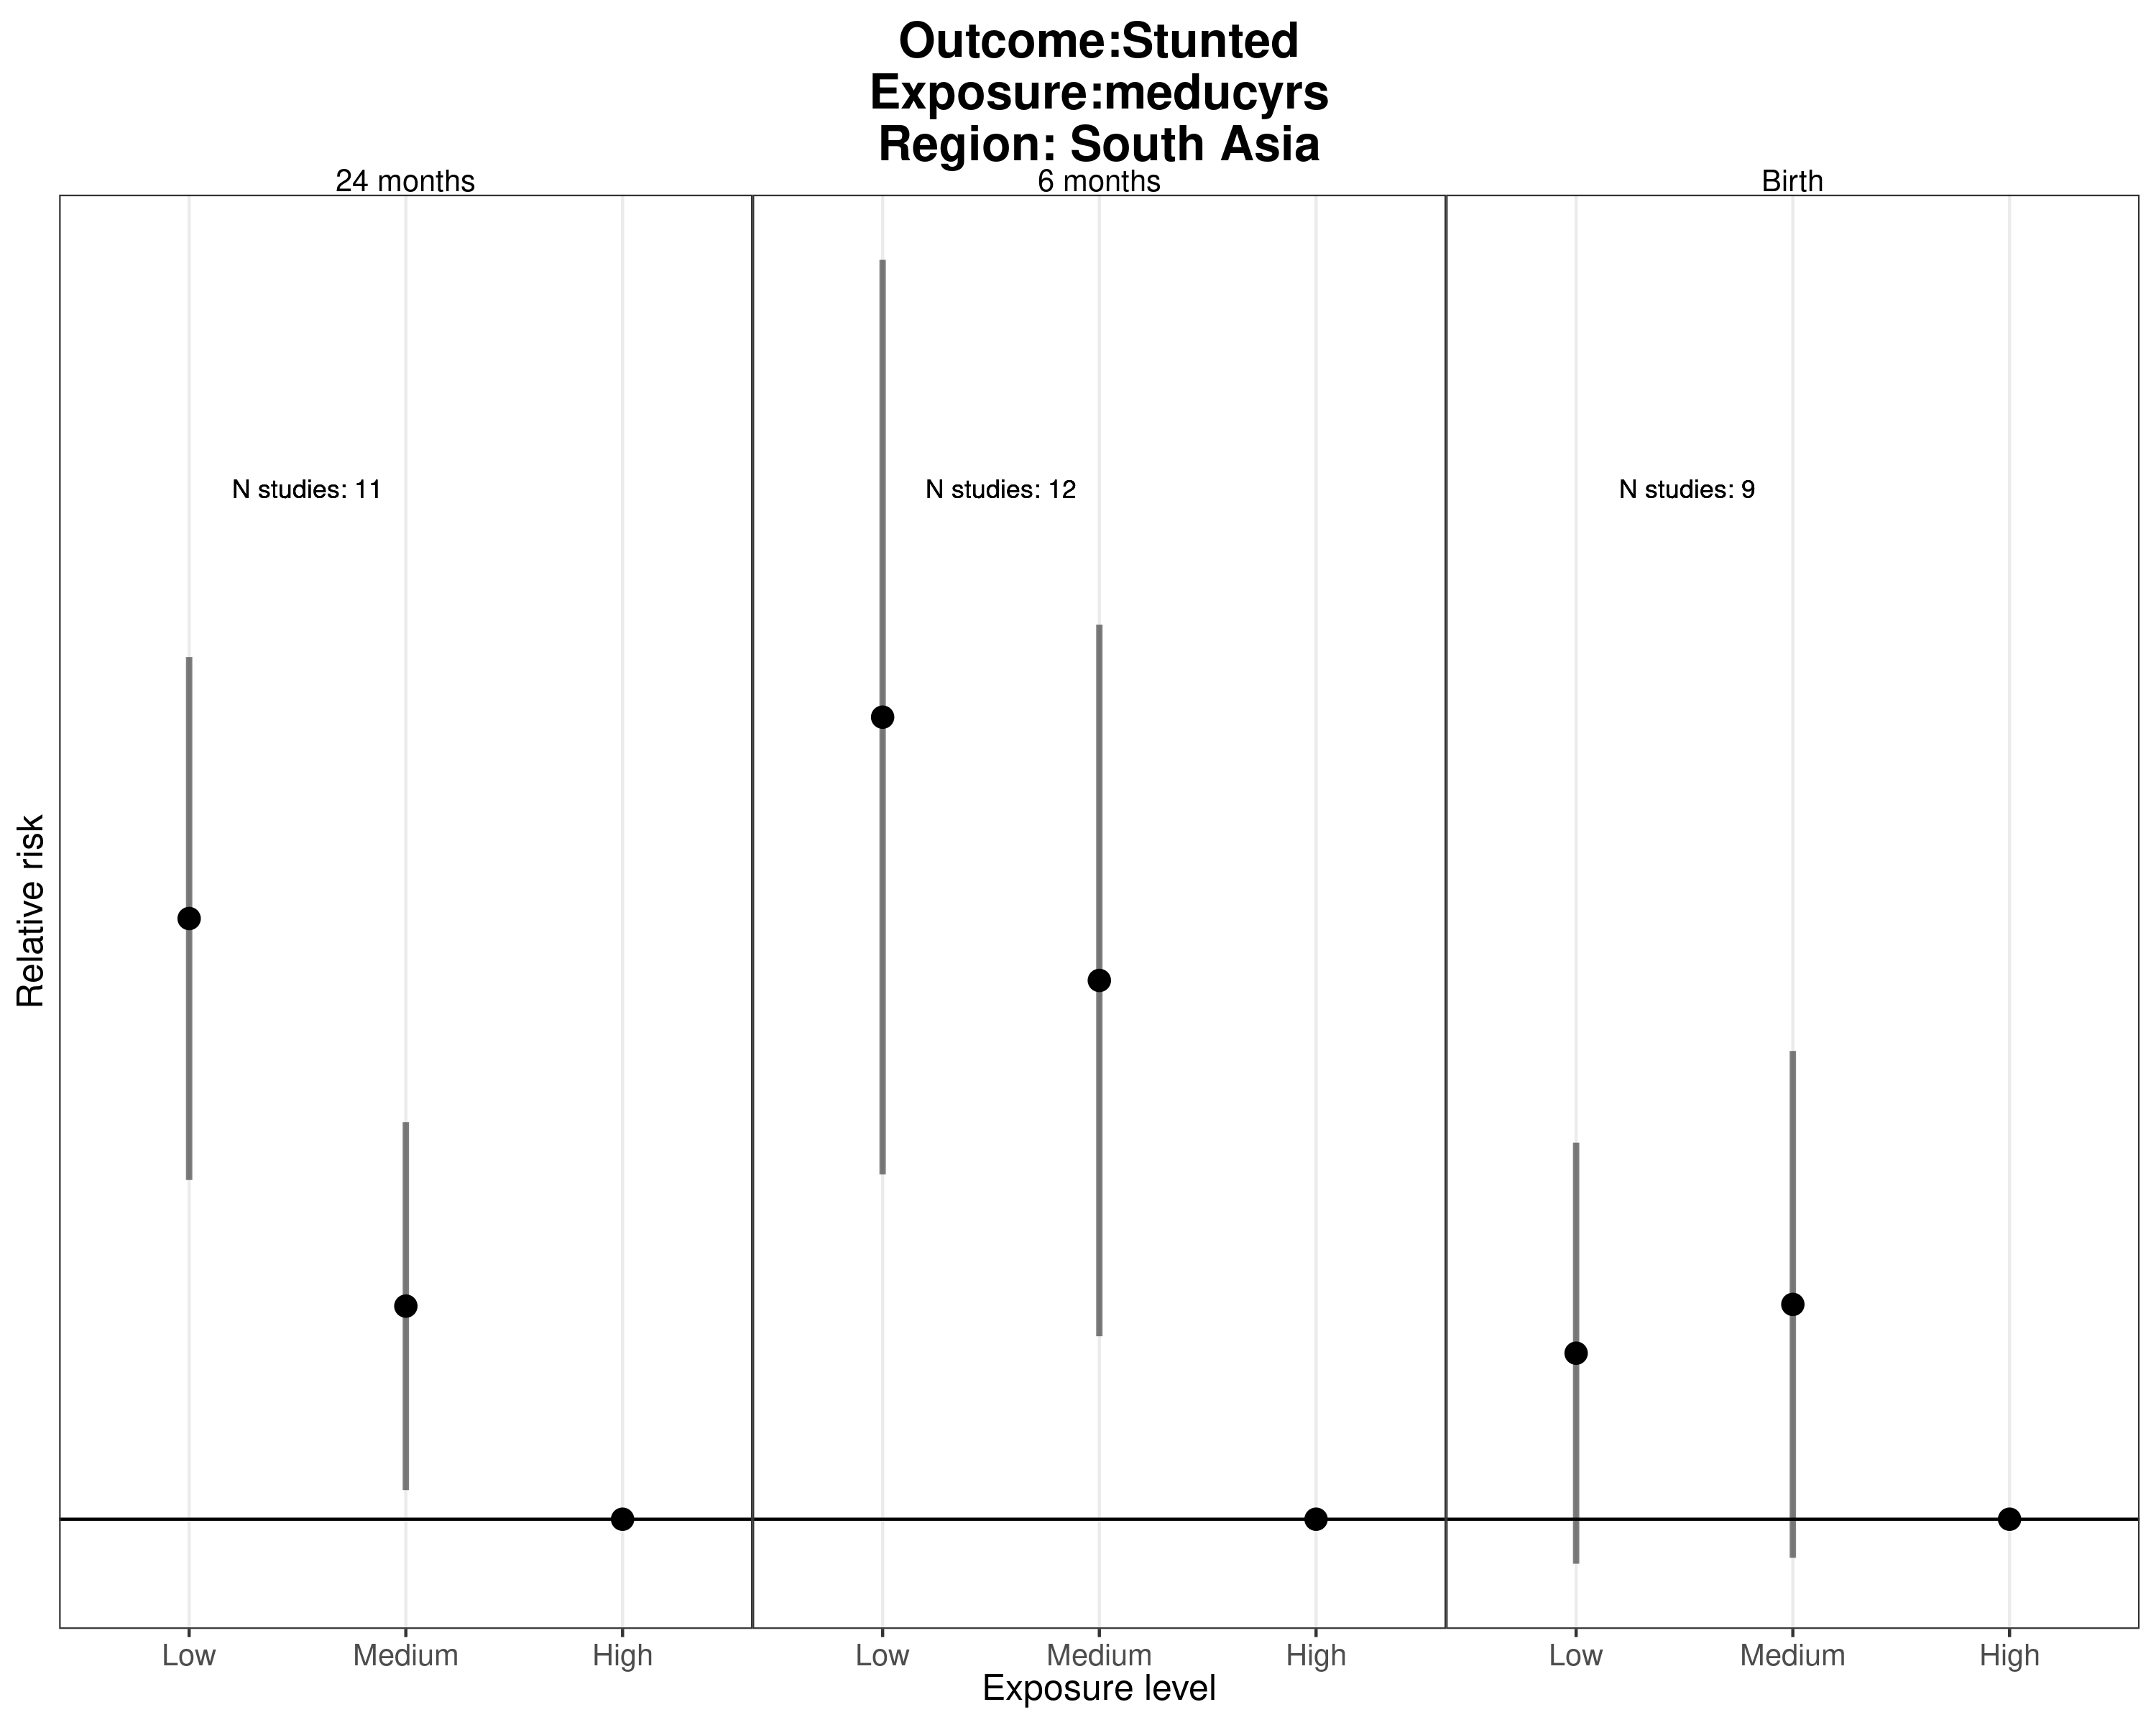 Outcome:Stunted
Exposure:meducyrs
Region: South Asia
24 months
6 months
Birth
N studies: 11
N studies: 12
N studies: 9
Relative risk
Low
Medium
High
Low
Medium
High
Low
Medium
High
Exposure level